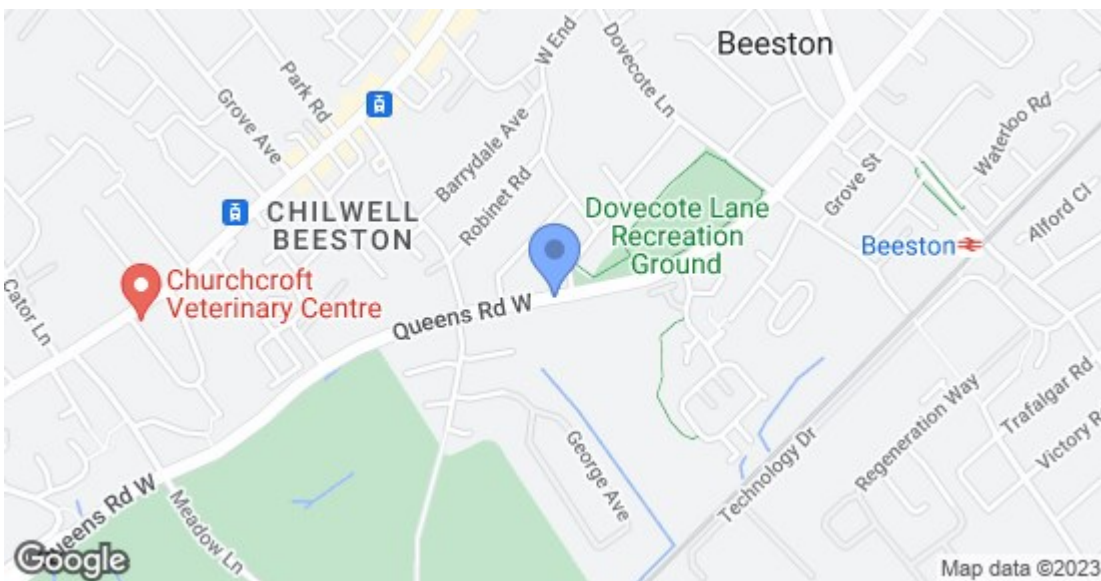 Beeston
W End
Dovecote Ln
Park Rd
Grove Ave
Waterloo Rd
Barrydale Ave
Grove St
Robinet Rd
Alford Cl
CHILWELL
BEESTON
Dovecote Lane
Recreation
Ground
Beeston
Churchcroft
Veterinary Centre
Cator Ln
Queens Rd W
Regeneration Way
Trafalgar Rd
George Ave
Technology Dr
Victory R
Queens Rd W
Meadow Ln
Google
Map data ©2023